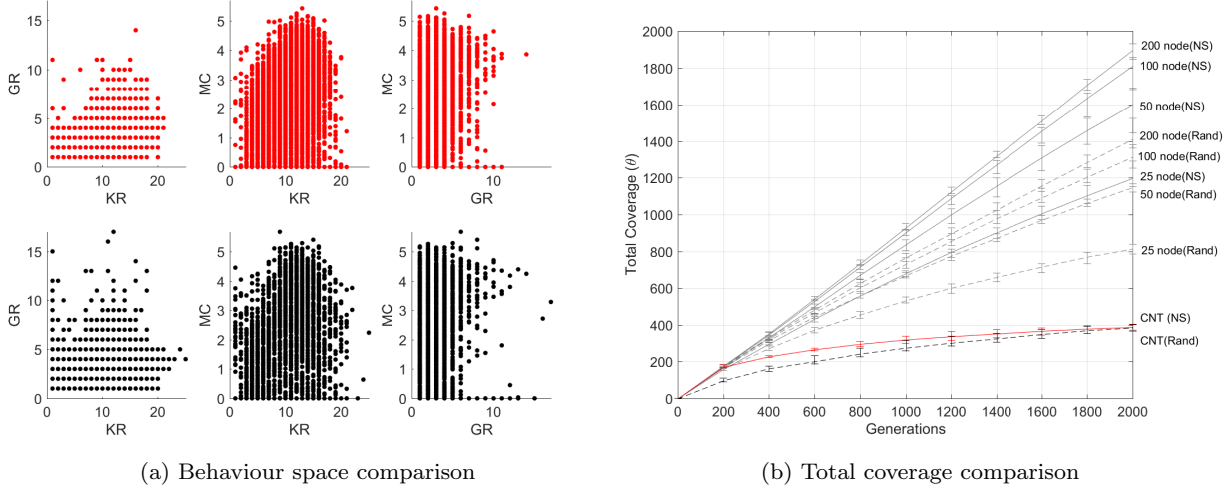 15
10
5
0
GR
0
10
20
KR
5
4
3
2
1
0
MC
0
10
20
KR
5
4
3
2
1
0
MC
0
10
GR
15
10
5
0
GR
0
10
20
KR
5
4
3
2
1
0
MC
0
10
20
KR
5
4
3
2
1
0
MC
0
10
GR
(a) Behaviour space comparison
2000
1800
1600
1400
1200
1000
800
600
400
200
0
Total Coverage (θ)
0
200
400
600
800
1000
1200
1400
1600
1800
2000
Generations
200 node(NS)
100 node(NS)
50 node(NS)
200 node(Rand)
100 node(Rand)
25 node(NS)
50 node(Rand)
25 node(Rand)
CNT (NS)
CNT(Rand)
(b) Total coverage comparison